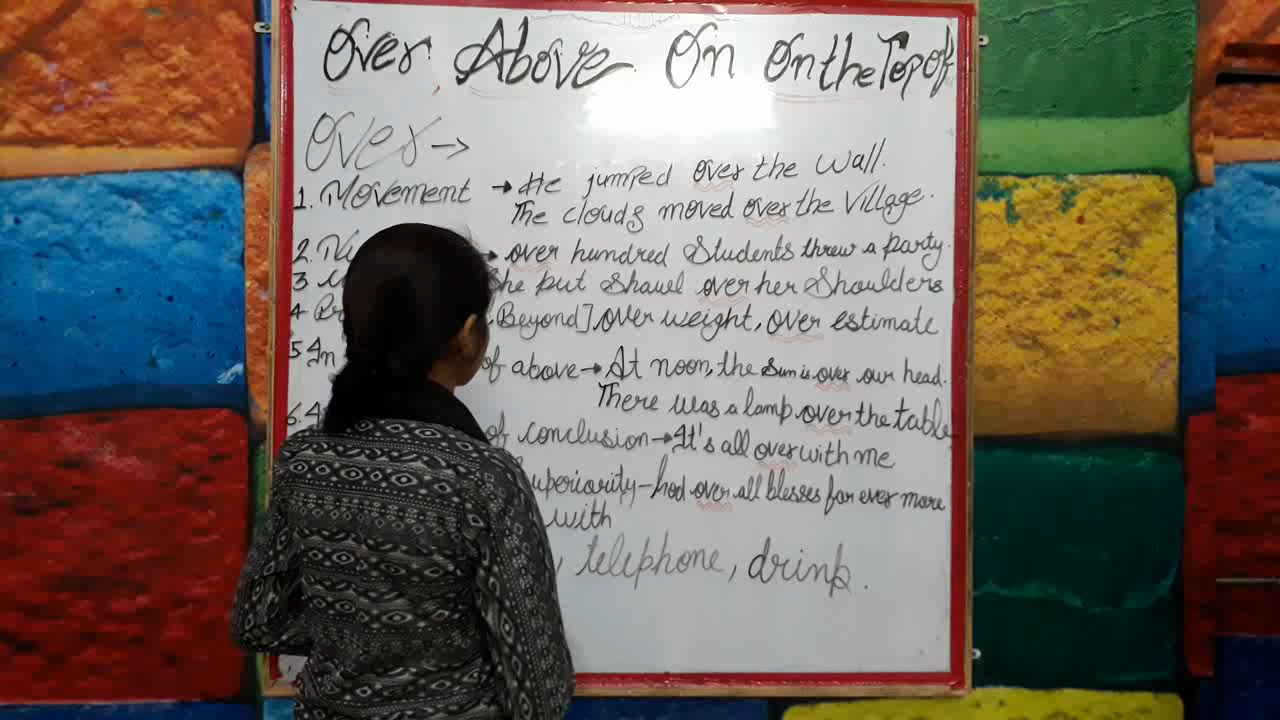 Over Above On On the Top of
Over →
1. Movement → He jumped over the wall.
The clouds moved over the Village.
2. → over hundred Students threw a party.
3 She put Shawl over her Shoulders
4 Beyond], over weight, over estimate
5 In of above → At noon, the Sun is over our head.
There was a lamp over the table
6. of conclusion → It's all over with me
Superiority - God over all blesses for ever more
with
, telephone, drink.